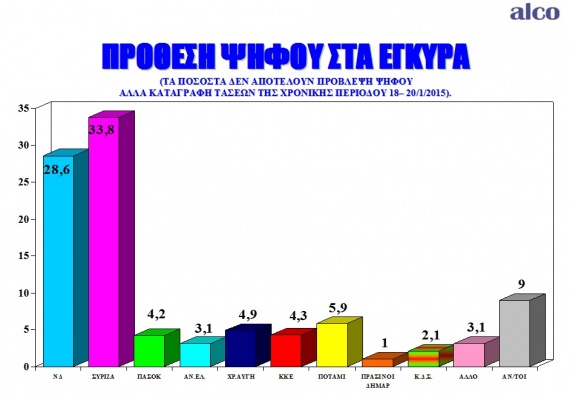 alco
ΠΡΟΘΕΣΗ ΨΗΦΟΥ ΣΤΑ ΕΓΚΥΡΑ
(ΤΑ ΠΟΣΟΣΤΑ ΔΕΝ ΑΠΟΤΕΛΟΥΝ ΠΡΟΒΛΕΨΗ ΨΗΦΟΥ
ΑΛΛΑ ΚΑΤΑΓΡΑΦΗ ΤΑΣΕΩΝ ΤΗΣ ΧΡΟΝΙΚΗΣ ΠΕΡΙΟΔΟΥ 18– 20/1/2015).
35
30
25
20
15
10
5
0
28,6
33,8
4,2
3,1
4,9
4,3
5,9
1
2,1
3,1
9
ΝΔ
ΣΥΡΙΖΑ
ΠΑΣΟΚ
ΑΝ.ΕΛ.
ΧΡ.ΑΥΓΗ
ΚΚΕ
ΠΟΤΑΜΙ
ΠΡΑΣΙΝΟΙ
ΔΗΜΑΡ
Κ.Δ.Σ.
ΑΛΛΟ
ΑΝ/ΤΟΙ